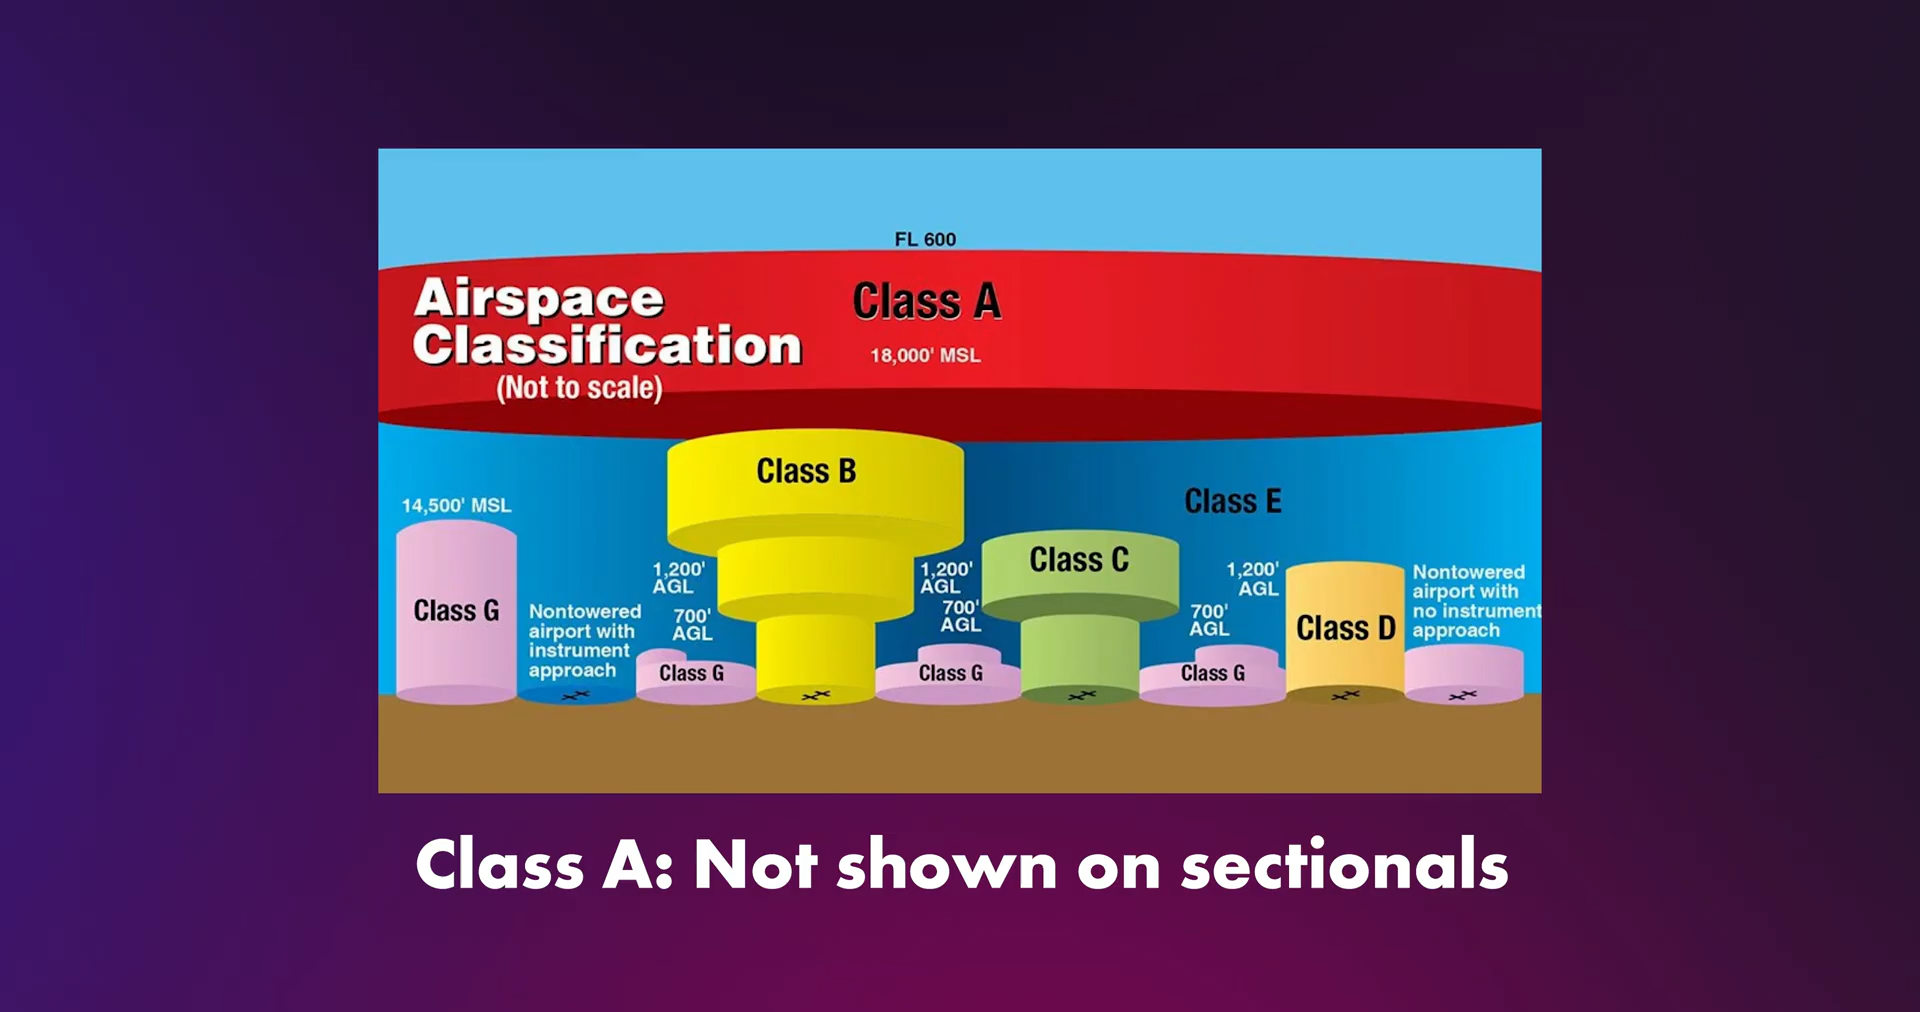 FL 600
Airspace
Classification
(Not to scale)
Class A
18,000' MSL
Class B
14,500' MSL
Class E
Class C
1,200'
AGL
1,200'
AGL
1,200'
AGL
Nontowered
airport with
no instrument
approach
Class G
Nontowered
airport with
instrument
approach
700'
AGL
700'
AGL
700'
AGL
Class D
Class G
Class G
Class G
Class A: Not shown on sectionals